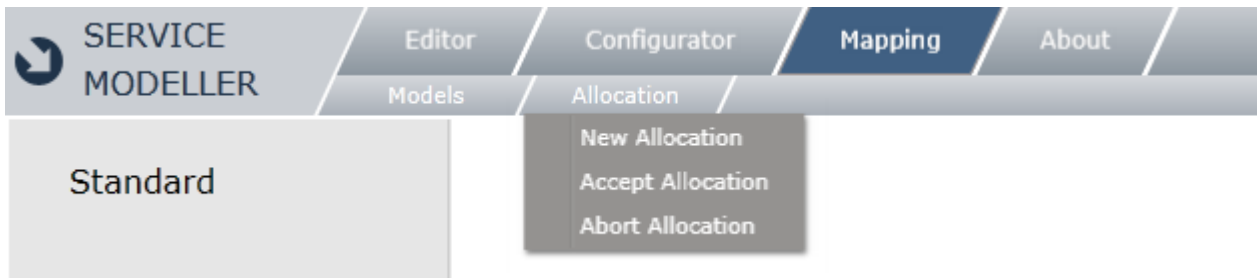 SERVICE
MODELLER
Editor
Configurator
Mapping
About
Models
Allocation
New Allocation
Accept Allocation
Abort Allocation
Standard